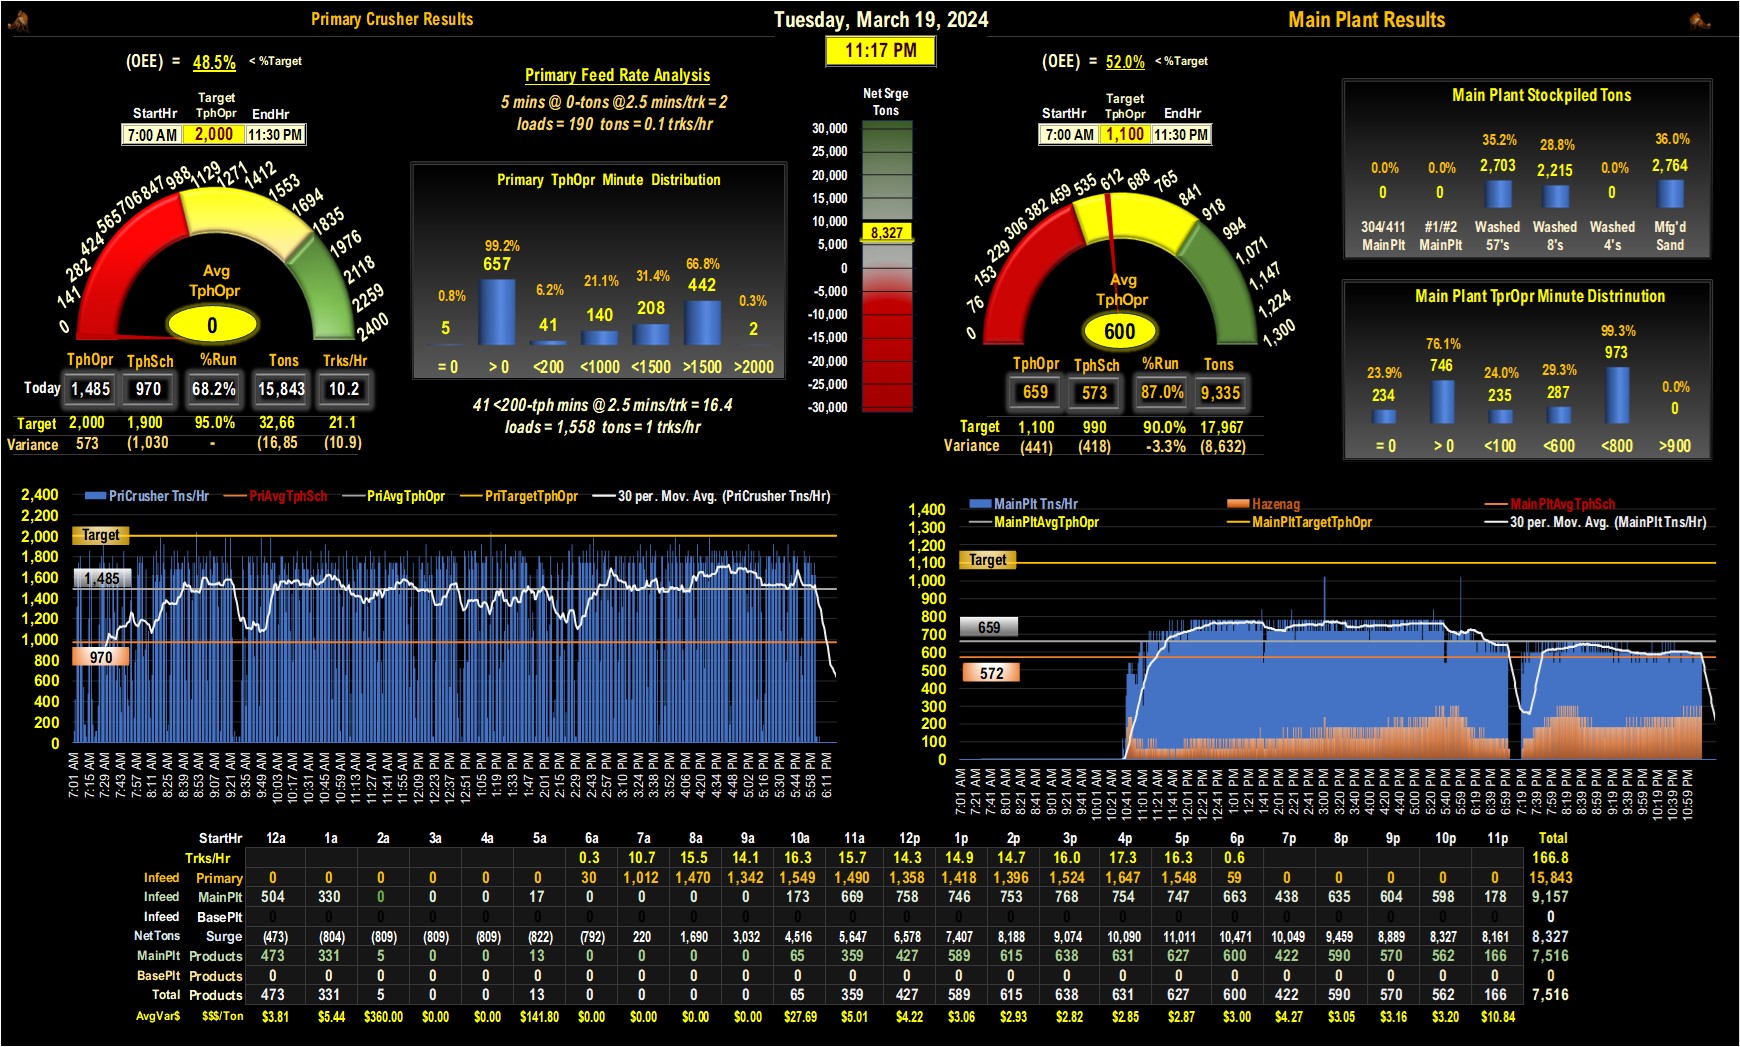 Primary Crusher Results
Tuesday, March 19, 2024
Main Plant Results
11:17 PM
(OEE) = 48.5% < %Target
StartHr Target TphOpr EndHr
7:00 AM 2,000 11:30 PM
0 141 282 424 565 706 847 988 1129 1271 1412 1553 1694 1835 1976 2118 2259 2400
Avg
TphOpr
0
TphOpr TphSch %Run Tons Trks/Hr
Today 1,485 970 68.2% 15,843 10.2
Target 2,000 1,900 95.0% 32,66 21.1
Variance 573 (1,030 - (16,85 (10.9)
Primary Feed Rate Analysis
5 mins @ 0-tons @2.5 mins/trk = 2
loads = 190 tons = 0.1 trks/hr
Primary TphOpr Minute Distribution
0.8% 99.2% 6.2% 21.1% 31.4% 66.8% 0.3%
5 657 41 140 208 442 2
= 0 > 0 <200 <1000 <1500 >1500 >2000
41 <200-tph mins @ 2.5 mins/trk = 16.4
loads = 1,558 tons = 1 trks/hr
Net Srge
Tons
30,000
25,000
20,000
15,000
10,000
8,327
5,000
0
-5,000
-10,000
-15,000
-20,000
-25,000
-30,000
(OEE) = 52.0% < %Target
StartHr Target TphOpr EndHr
7:00 AM 1,100 11:30 PM
0 76 153 229 306 382 459 535 612 688 765 841 918 994 1,071 1,147 1,224 1,300
Avg
TphOpr
600
TphOpr TphSch %Run Tons
659 573 87.0% 9,335
Target 1,100 990 90.0% 17,967
Variance (441) (418) -3.3% (8,632)
Main Plant Stockpiled Tons
0.0% 0.0% 35.2% 28.8% 0.0% 36.0%
0 0 2,703 2,215 0 2,764
304/411 #1/#2 Washed Washed Washed Mfg'd
MainPlt MainPlt 57's 8's 4's Sand
Main Plant TprOpr Minute Distrinution
23.9% 76.1% 24.0% 29.3% 99.3% 0.0%
234 746 235 287 973 0
= 0 > 0 <100 <600 <800 >900
PriCrusher Tns/Hr PriAvgTphSch PriAvgTphOpr PriTargetTphOpr 30 per. Mov. Avg. (PriCrusher Tns/Hr)
2,400
2,200
2,000
1,800
1,600
1,400
1,200
1,000
800
600
400
200
0
Target
1,485
970
7:01 AM 7:15 AM 7:29 AM 7:43 AM 7:57 AM 8:11 AM 8:25 AM 8:39 AM 8:53 AM 9:07 AM 9:21 AM 9:35 AM 9:49 AM 10:03 AM 10:17 AM 10:31 AM 10:45 AM 10:59 AM 11:13 AM 11:27 AM 11:41 AM 11:55 AM 12:09 PM 12:23 PM 12:37 PM 12:51 PM 1:05 PM 1:19 PM 1:33 PM 1:47 PM 2:01 PM 2:15 PM 2:29 PM 2:43 PM 2:57 PM 3:10 PM 3:24 PM 3:38 PM 3:52 PM 4:06 PM 4:20 PM 4:34 PM 4:48 PM 5:02 PM 5:16 PM 5:30 PM 5:44 PM 5:58 PM 6:11 PM
MainPlt Tns/Hr Hazenag MainPltAvgTphSch
MainPltAvgTphOpr MainPltTargetTphOpr 30 per. Mov. Avg. (MainPlt Tns/Hr)
1,400
1,300
1,200
1,100
1,000
900
800
700
600
500
400
300
200
100
0
Target
659
572
7:01 AM 7:21 AM 7:41 AM 8:01 AM 8:21 AM 8:41 AM 9:01 AM 9:21 AM 9:41 AM 10:01 AM 10:21 AM 10:41 AM 11:01 AM 11:21 AM 11:41 AM 12:01 PM 12:21 PM 12:41 PM 1:01 PM 1:21 PM 1:41 PM 2:01 PM 2:21 PM 2:41 PM 3:00 PM 3:20 PM 3:40 PM 4:00 PM 4:20 PM 4:40 PM 5:00 PM 5:20 PM 5:40 PM 5:59 PM 6:19 PM 6:39 PM 6:59 PM 7:19 PM 7:39 PM 7:59 PM 8:19 PM 8:39 PM 8:59 PM 9:19 PM 9:39 PM 9:59 PM 10:19 PM 10:39 PM 10:59 PM
StartHr 12a 1a 2a 3a 4a 5a 6a 7a 8a 9a 10a 11a 12p 1p 2p 3p 4p 5p 6p 7p 8p 9p 10p 11p Total
Trks/Hr 0.3 10.7 15.5 14.1 16.3 15.7 14.3 14.9 14.7 16.0 17.3 16.3 0.6 166.8
Infeed Primary 0 0 0 0 0 0 30 1,012 1,470 1,342 1,549 1,490 1,358 1,418 1,396 1,524 1,647 1,548 59 0 0 0 0 0 15,843
Infeed MainPlt 504 330 0 0 0 17 0 0 0 0 173 669 758 746 753 768 754 747 663 438 635 604 598 178 9,157
Infeed BasePlt 0 0 0 0 0 0 0 0 0 0 0 0 0 0 0 0 0 0 0 0 0 0 0 0 0
NetTons Surge (473) (804) (809) (809) (809) (822) (792) 220 1,690 3,032 4,516 5,647 6,578 7,407 8,188 9,074 10,090 11,011 10,471 10,049 9,459 8,889 8,327 8,161 8,327
MainPlt Products 473 331 5 0 0 13 0 0 0 0 65 359 427 589 615 638 631 627 600 422 590 570 562 166 7,516
BasePlt Products 0 0 0 0 0 0 0 0 0 0 0 0 0 0 0 0 0 0 0 0 0 0 0 0 0
Total Products 473 331 5 0 0 13 0 0 0 0 65 359 427 589 615 638 631 627 600 422 590 570 562 166 7,516
AvgVar$ $$$/Ton $3.81 $5.44 $360.00 $0.00 $0.00 $141.80 $0.00 $0.00 $0.00 $0.00 $27.69 $5.01 $4.22 $3.06 $2.93 $2.82 $2.85 $2.87 $3.00 $4.27 $3.05 $3.16 $3.20 $10.84